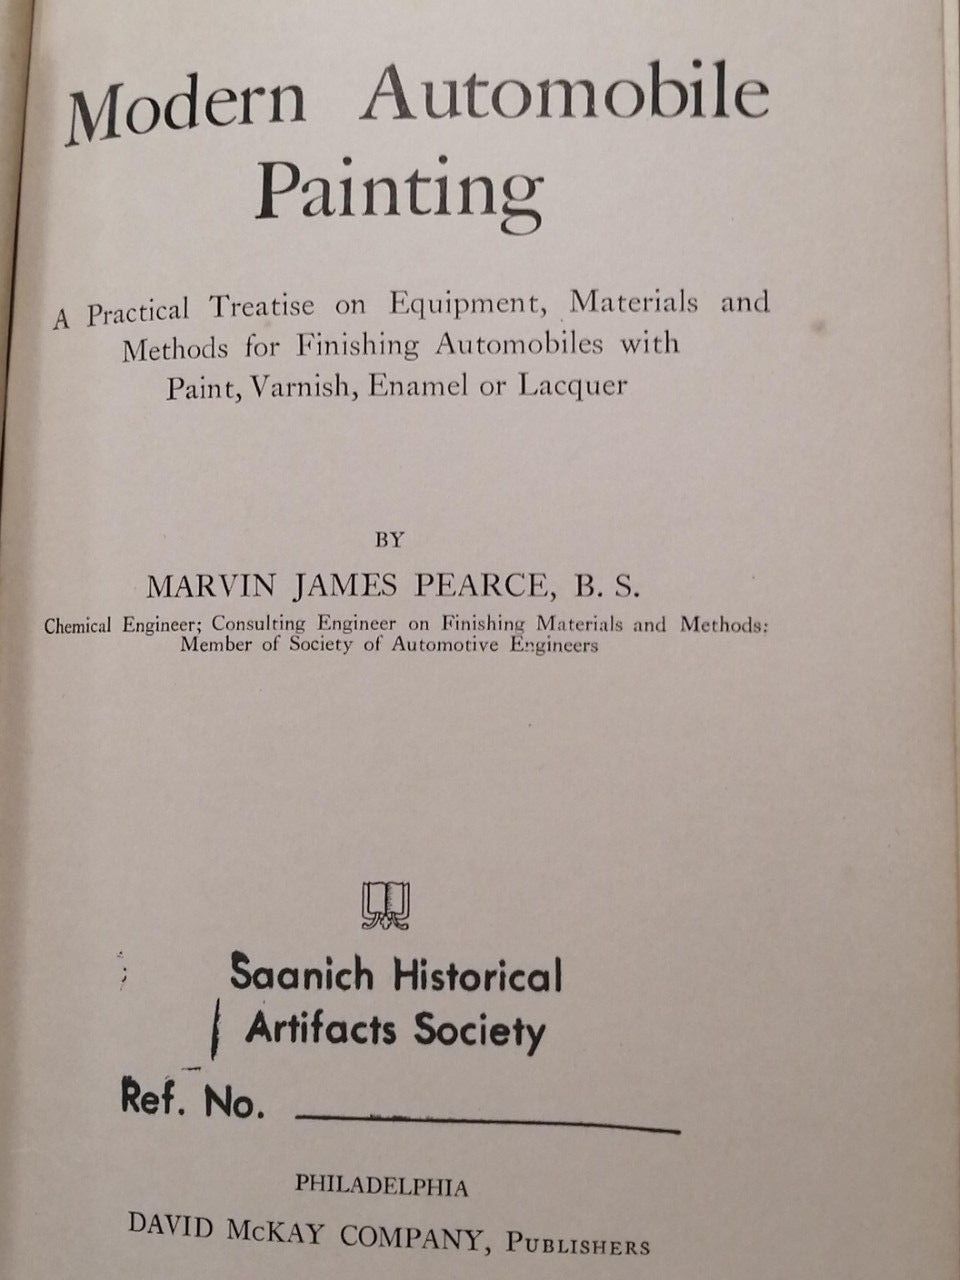 Modern Automobile
Painting
A Practical Treatise on Equipment, Materials and
Methods for Finishing Automobiles with
Paint, Varnish, Enamel or Lacquer
BY
MARVIN JAMES PEARCE, B. S.
Chemical Engineer; Consulting Engineer on Finishing Materials and Methods:
Member of Society of Automotive Engineers
Saanich Historical
Artifacts Society
Ref. No.
PHILADELPHIA
DAVID McKAY COMPANY, PUBLISHERS